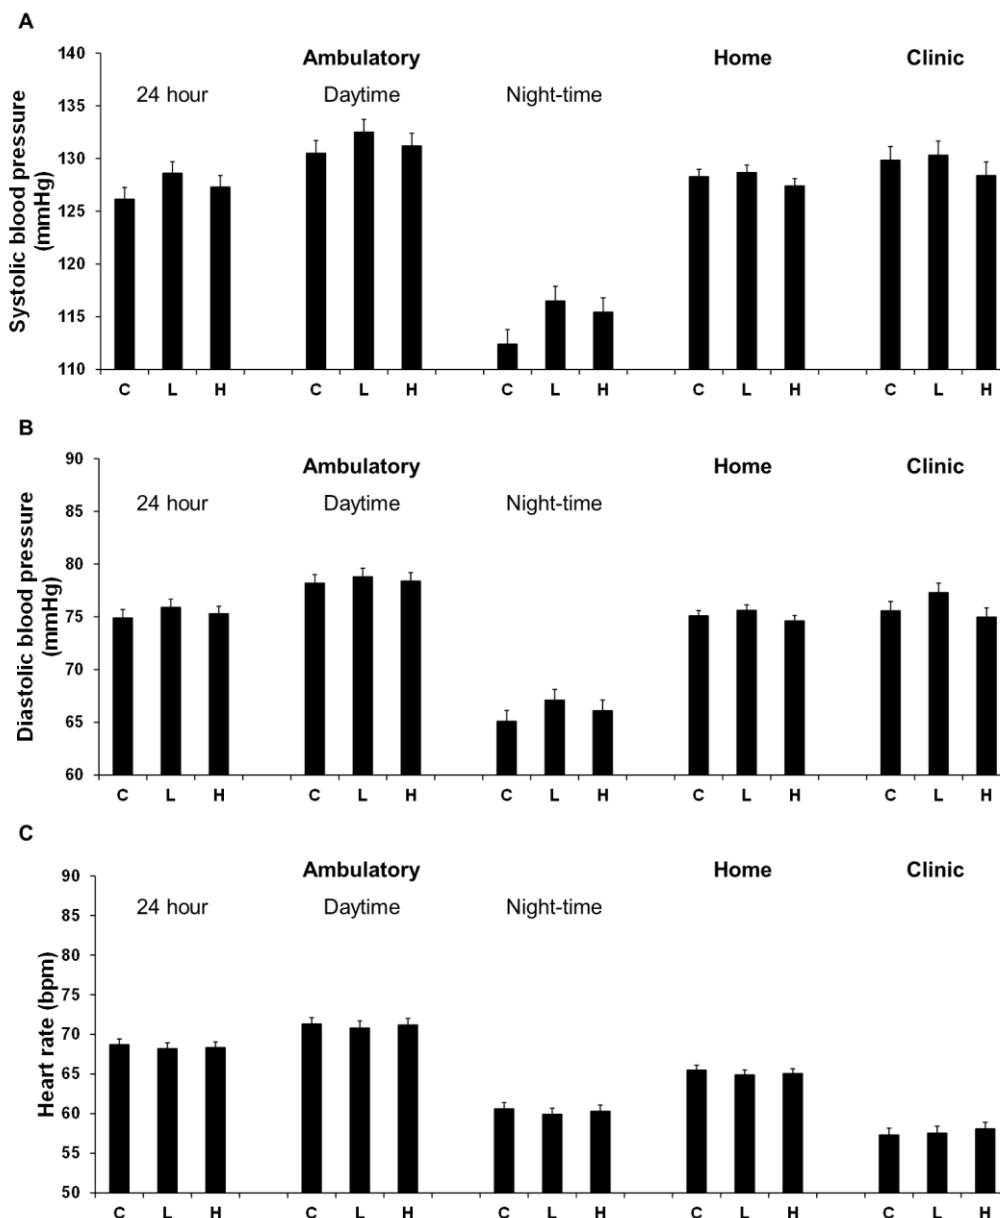 A
Ambulatory Home Clinic
24 hour Daytime Night-time
Systolic blood pressure
(mmHg)
140
135
130
125
120
115
110
C L H C L H C L H C L H C L H
B
Ambulatory Home Clinic
24 hour Daytime Night-time
Diastolic blood pressure
(mmHg)
90
85
80
75
70
65
60
C L H C L H C L H C L H C L H
C
Ambulatory Home Clinic
24 hour Daytime Night-time
Heart rate (bpm)
90
85
80
75
70
65
60
55
50
C L H C L H C L H C L H C L H